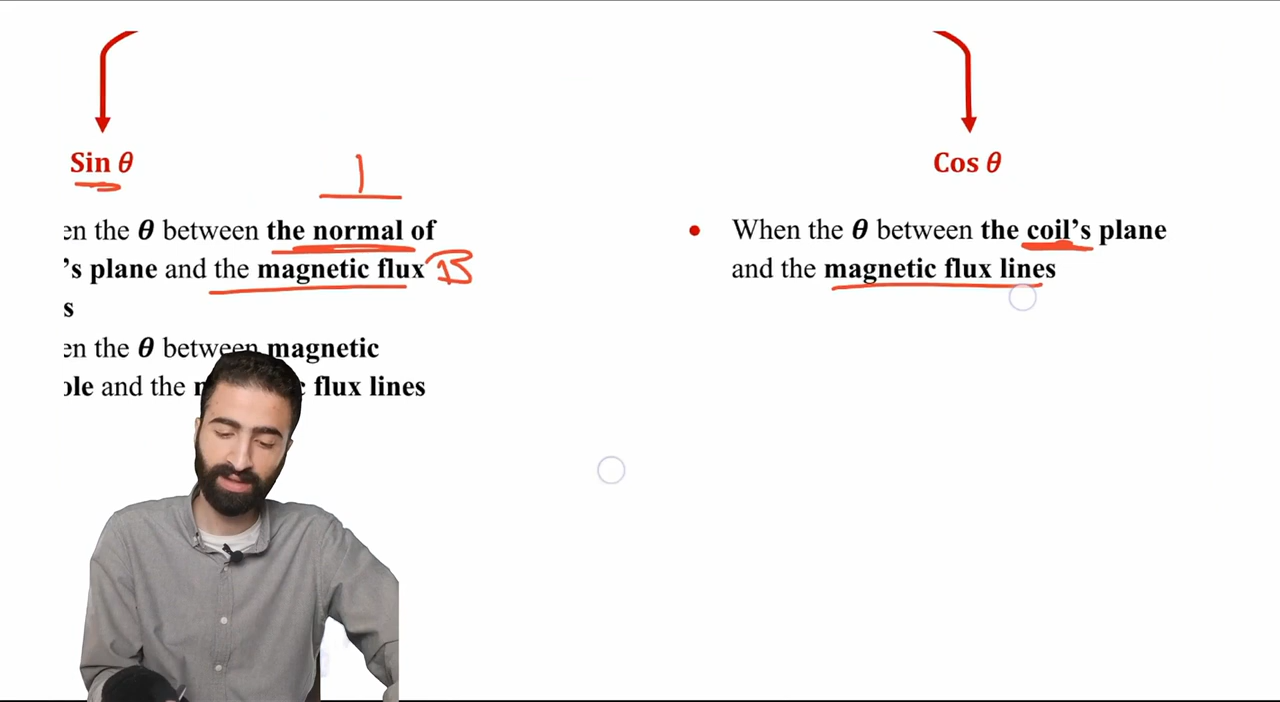 Sin θ
1
en the θ between the normal of
's plane and the magnetic flux B
s
en the θ between magnetic
ole and the flux lines
Cos θ
• When the θ between the coil's plane
and the magnetic flux lines